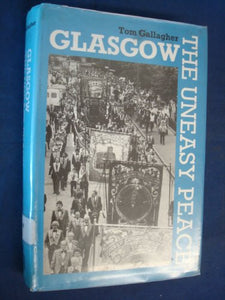 Tom Gallagher
GLASGOW
THE UNEASY PEACE
GLASGOW